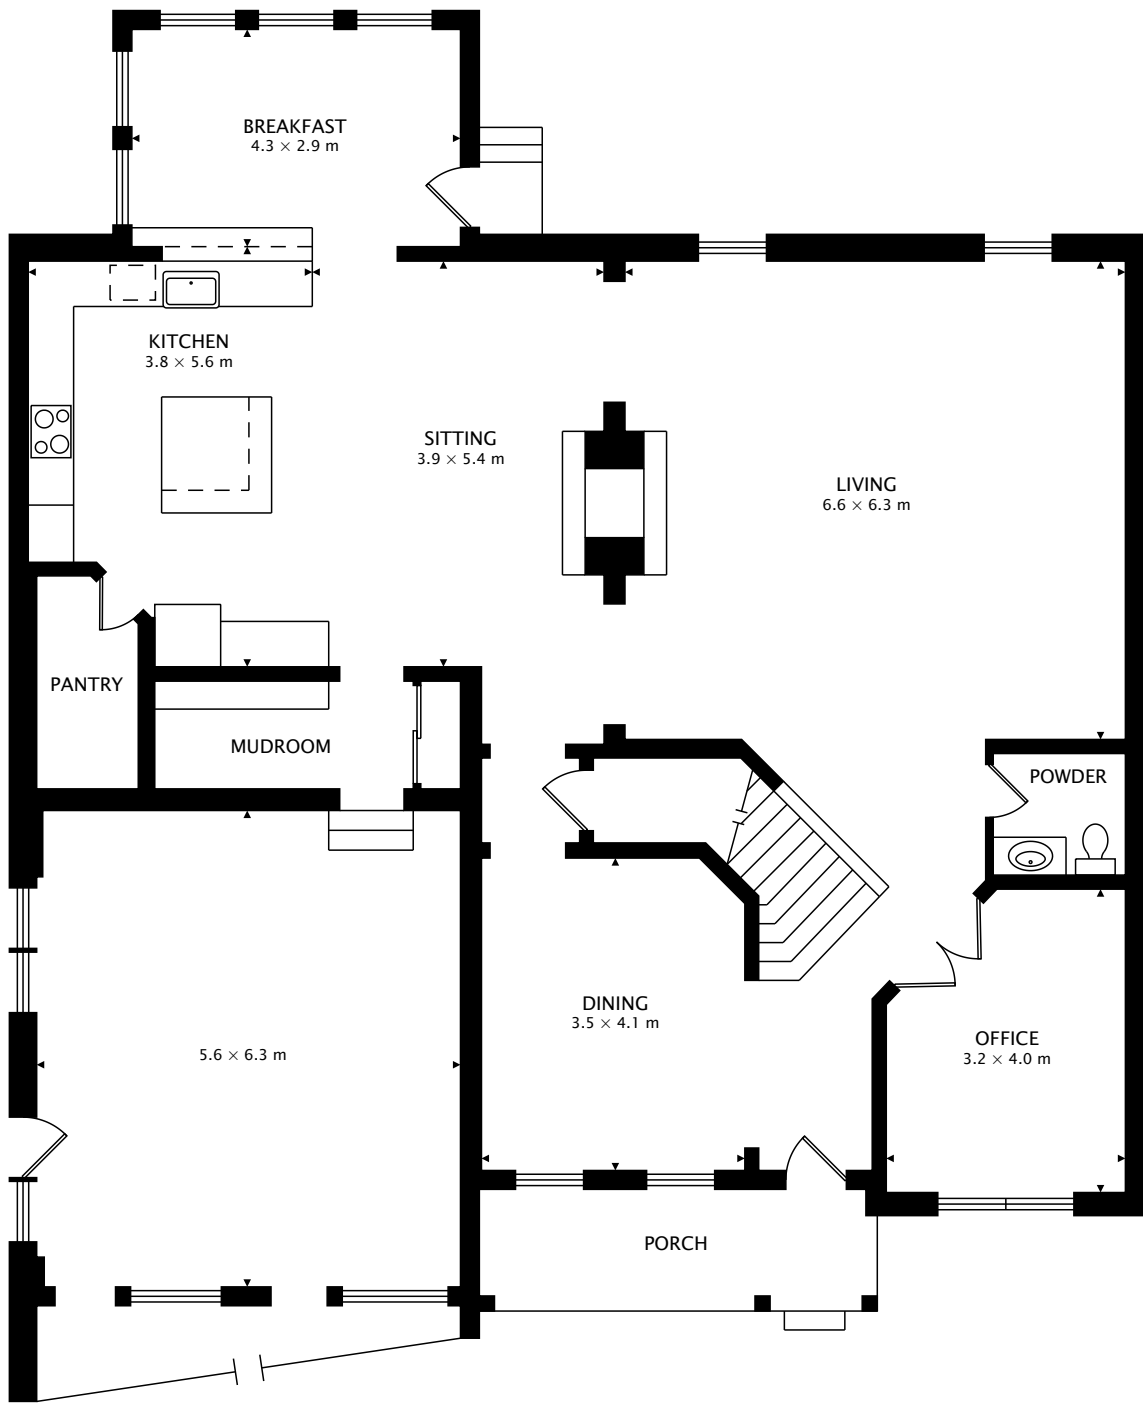 BREAKFAST
4.3 × 2.9 m
KITCHEN
3.8 × 5.6 m
SITTING
3.9 × 5.4 m
LIVING
6.6 × 6.3 m
PANTRY
MUDROOM
POWDER
DINING
3.5 × 4.1 m
OFFICE
3.2 × 4.0 m
5.6 × 6.3 m
PORCH